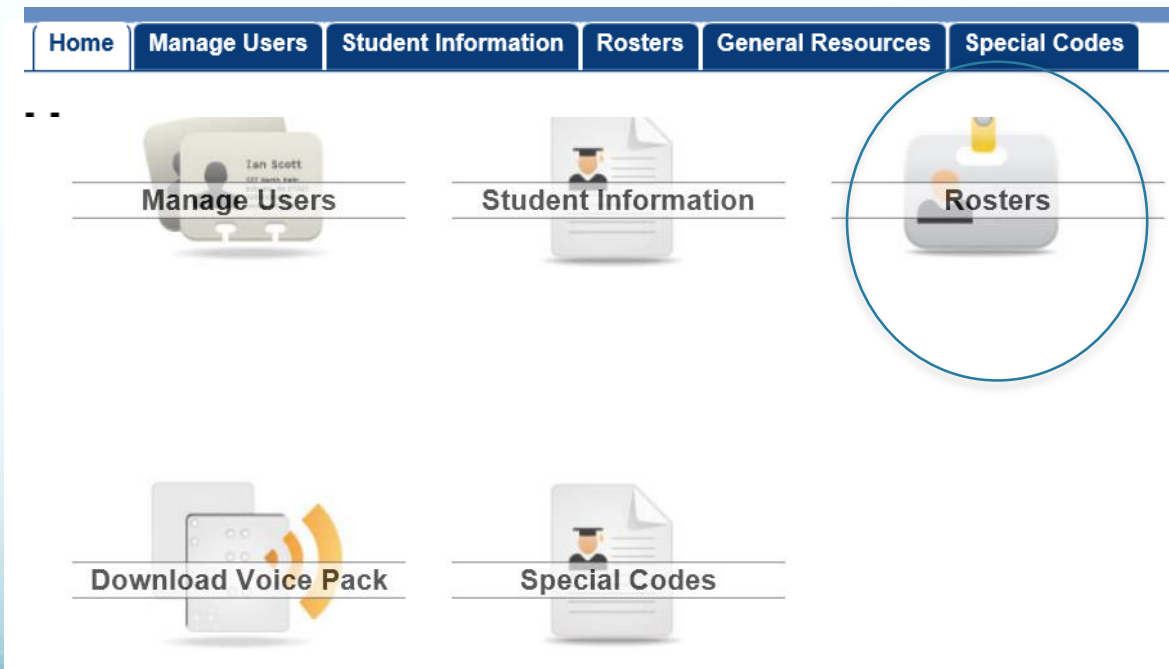 Home Manage Users Student Information Rosters General Resources Special Codes
Ian Scott
Manage Users Student Information Rosters
Download Voice Pack Special Codes